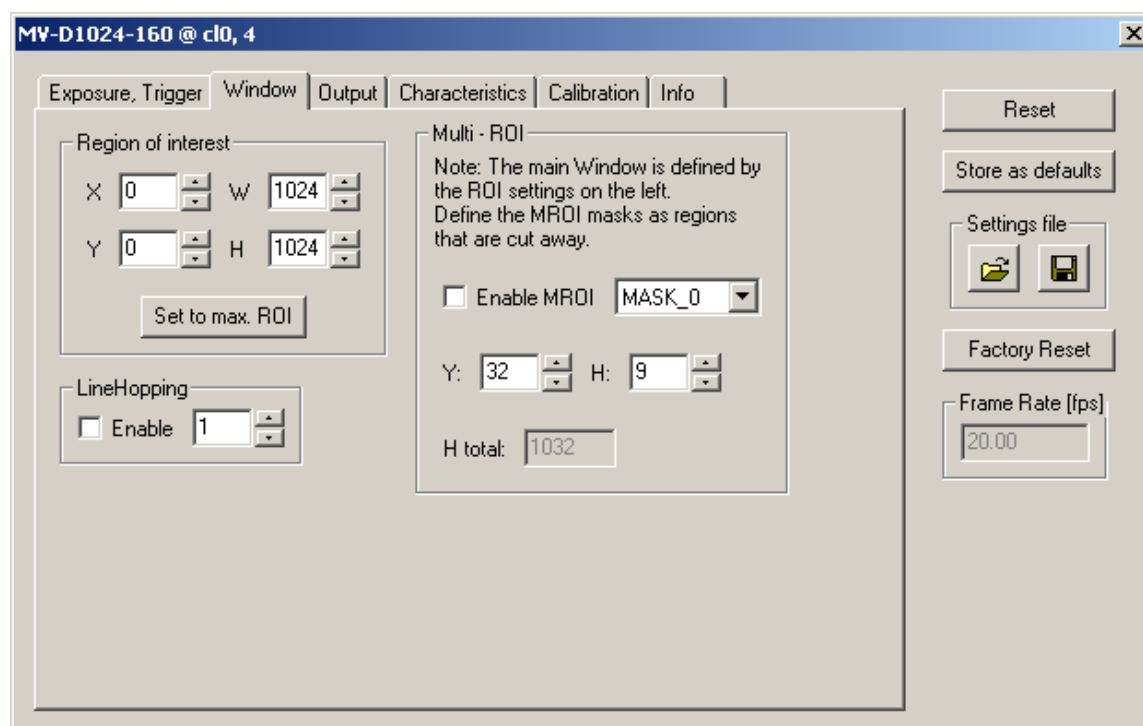 MV-D1024-160 @ cl0, 4
Exposure, Trigger Window Output Characteristics Calibration Info
Region of interest
X 0 W 1024
Y 0 H 1024
Set to max. ROI
LineHopping
Enable 1
Multi - ROI
Note: The main Window is defined by
the ROI settings on the left.
Define the MROI masks as regions
that are cut away.
Enable MROI MASK_0
Y: 32 H: 9
H total: 1032
Reset
Store as defaults
Settings file
Factory Reset
Frame Rate [fps]
20.00